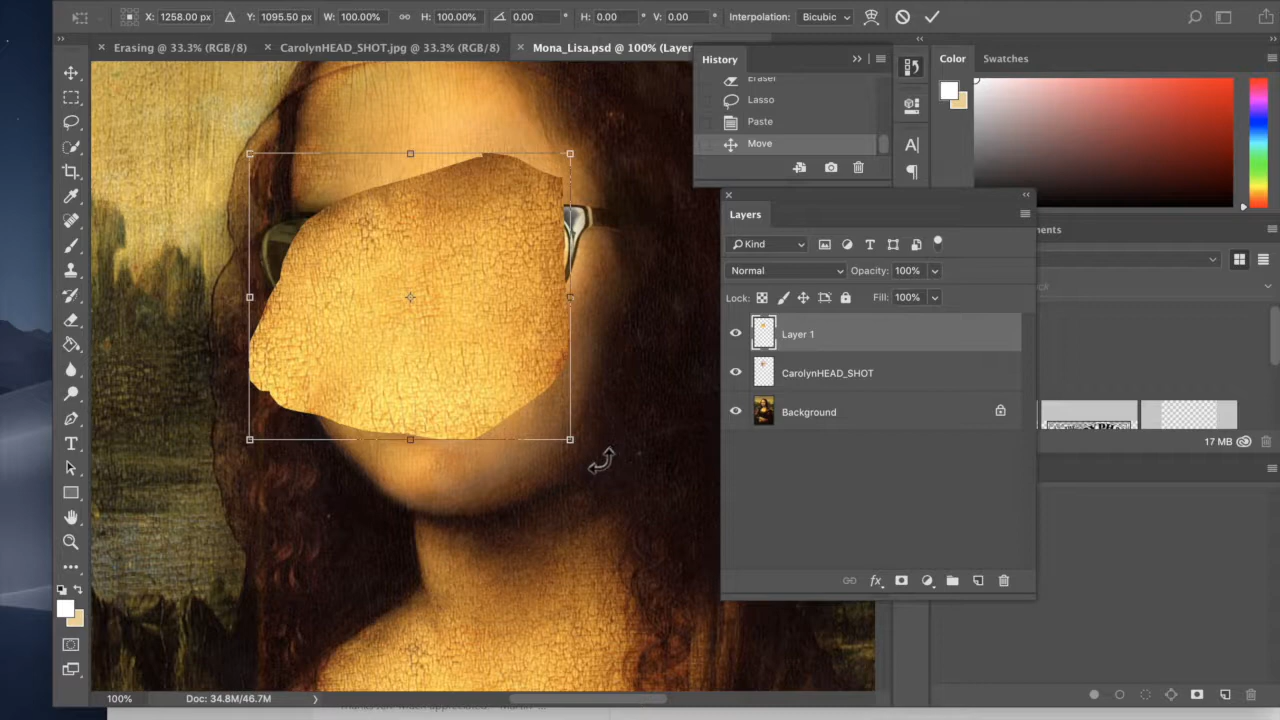 X: 1258.00 px Y: 1095.50 px W: 100.00% H: 100.00% 0.00 ° H: 0.00 ° V: 0.00 ° Interpolation: Bicubic
× Erasing @ 33.3% (RGB/8) × CarolynHEAD_SHOT.jpg @ 33.3% (RGB/8) × Mona_Lisa.psd @ 100% (Layer
History
Color Swatches
Eraser
Lasso
Paste
Move
Layers
Kind
Normal Opacity: 100%
Lock: Fill: 100%
Layer 1
CarolynHEAD_SHOT
Background
fx
17 MB
100% Doc: 34.8M/46.7M